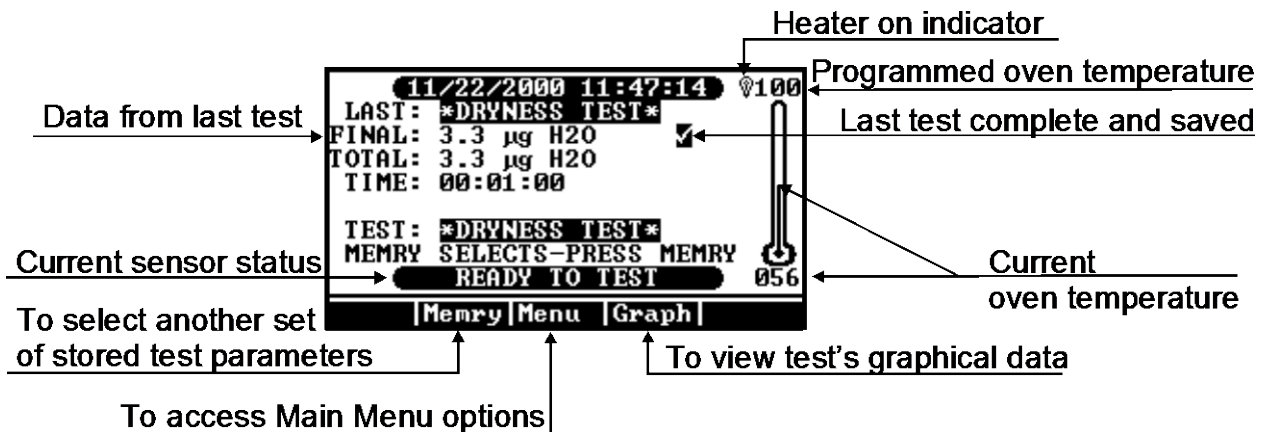 Heater on indicator
Programmed oven temperature
11/22/2000 11:47:14 100
LAST: *DRYNESS TEST*
Data from last test
Last test complete and saved
FINAL: 3.3 µg H2O
TOTAL: 3.3 µg H2O
TIME: 00:01:00
TEST: *DRYNESS TEST*
MEMRY SELECTS-PRESS MEMRY
Current sensor status
READY TO TEST 056
Current
oven temperature
Memry Menu Graph
To select another set
of stored test parameters
To view test's graphical data
To access Main Menu options